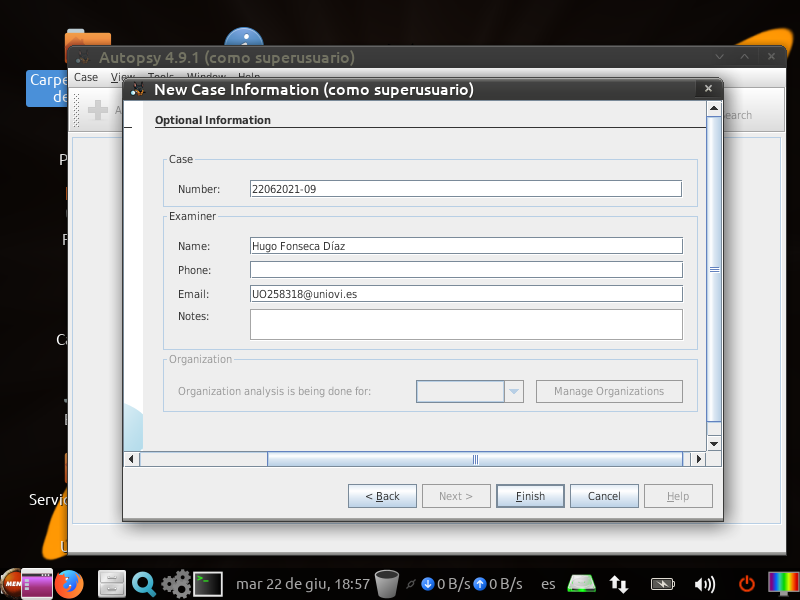 Autopsy 4.9.1 (como superusuario)
Carpe
de
Case View Tools Window Help
New Case Information (como superusuario)
A
earch
Optional Information
Case
Number: 22062021-09
Examiner
Name: Hugo Fonseca Díaz
Phone:
Email: UO258318@uniovi.es
Notes:
Organization
Organization analysis is being done for:
Manage Organizations
Servic
< Back Next > Finish Cancel Help
MEN
mar 22 de giu, 18:57 0 B/s 0 B/s es